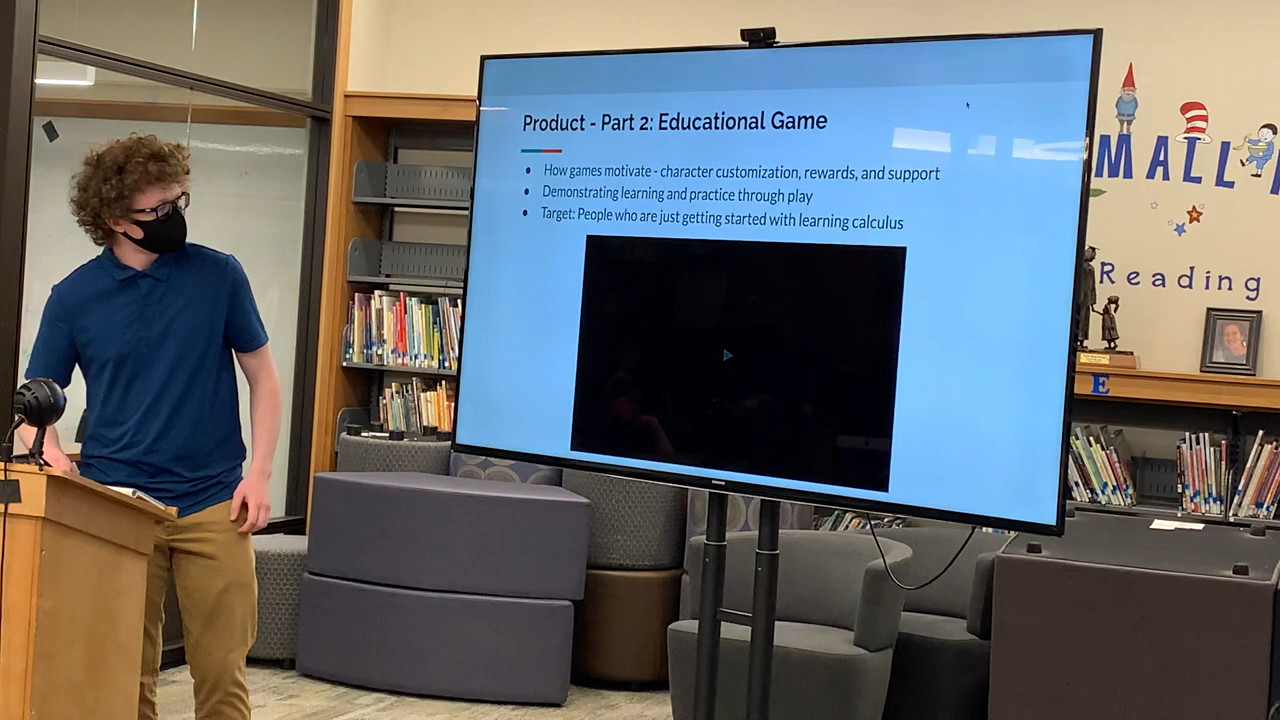 Product - Part 2: Educational Game
• How games motivate - character customization, rewards, and support
• Demonstrating learning and practice through play
• Target: People who are just getting started with learning calculus
MALL
Reading
E
SAMSUNG